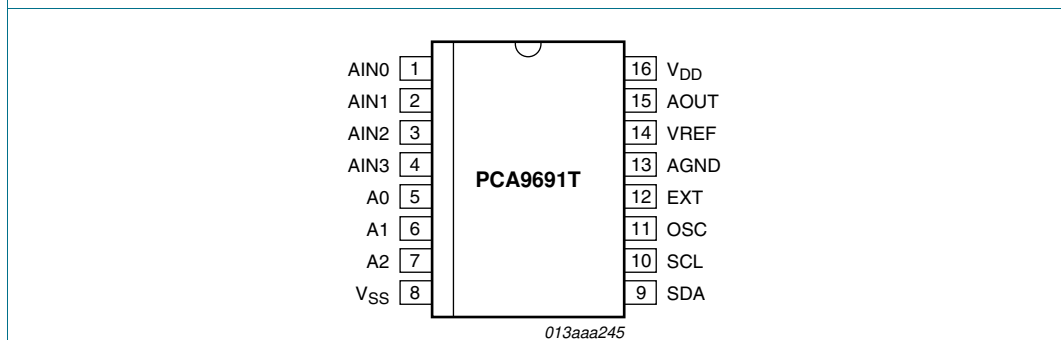 AIN0 1 16 VDD
AIN1 2 15 AOUT
AIN2 3 14 VREF
AIN3 4 13 AGND
PCA9691T
A0 5 12 EXT
A1 6 11 OSC
A2 7 10 SCL
VSS 8 9 SDA
013aaa245